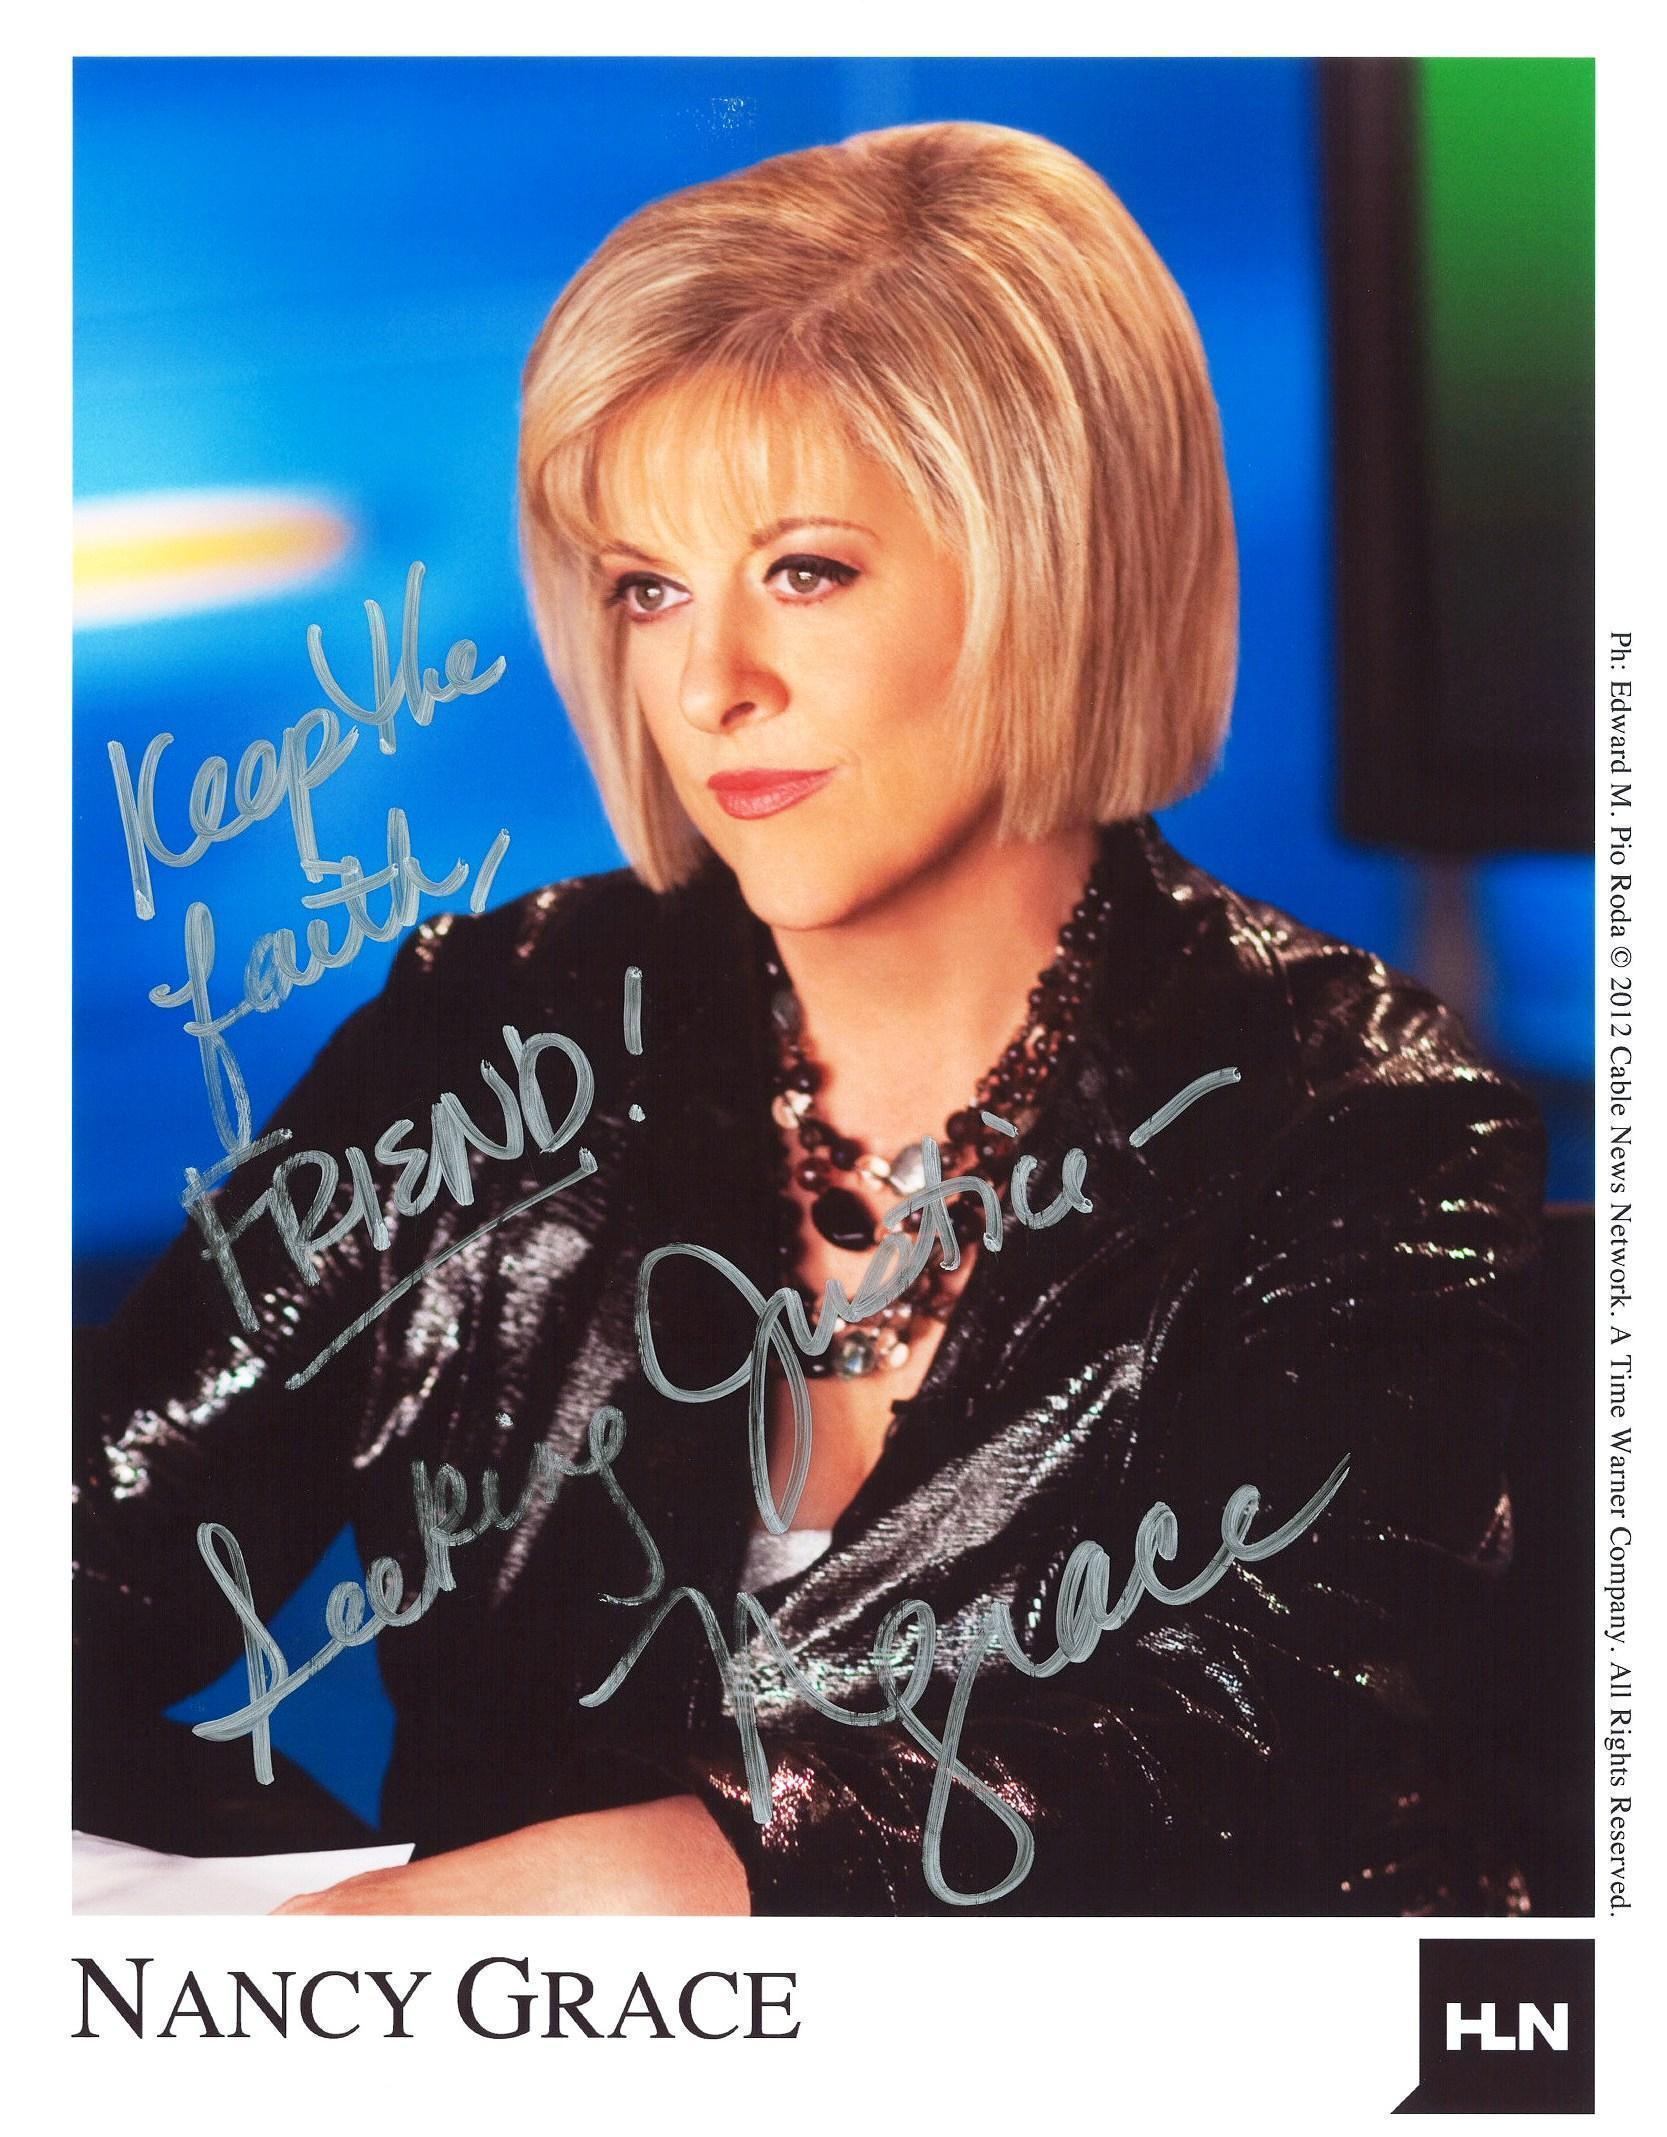 Keep the
faith,
FRIEND!
Seeking Justice-
NGrace
NANCY GRACE
HLN
Ph: Edward M. Pio Roda © 2012 Cable News Network. A Time Warner Company. All Rights Reserved.